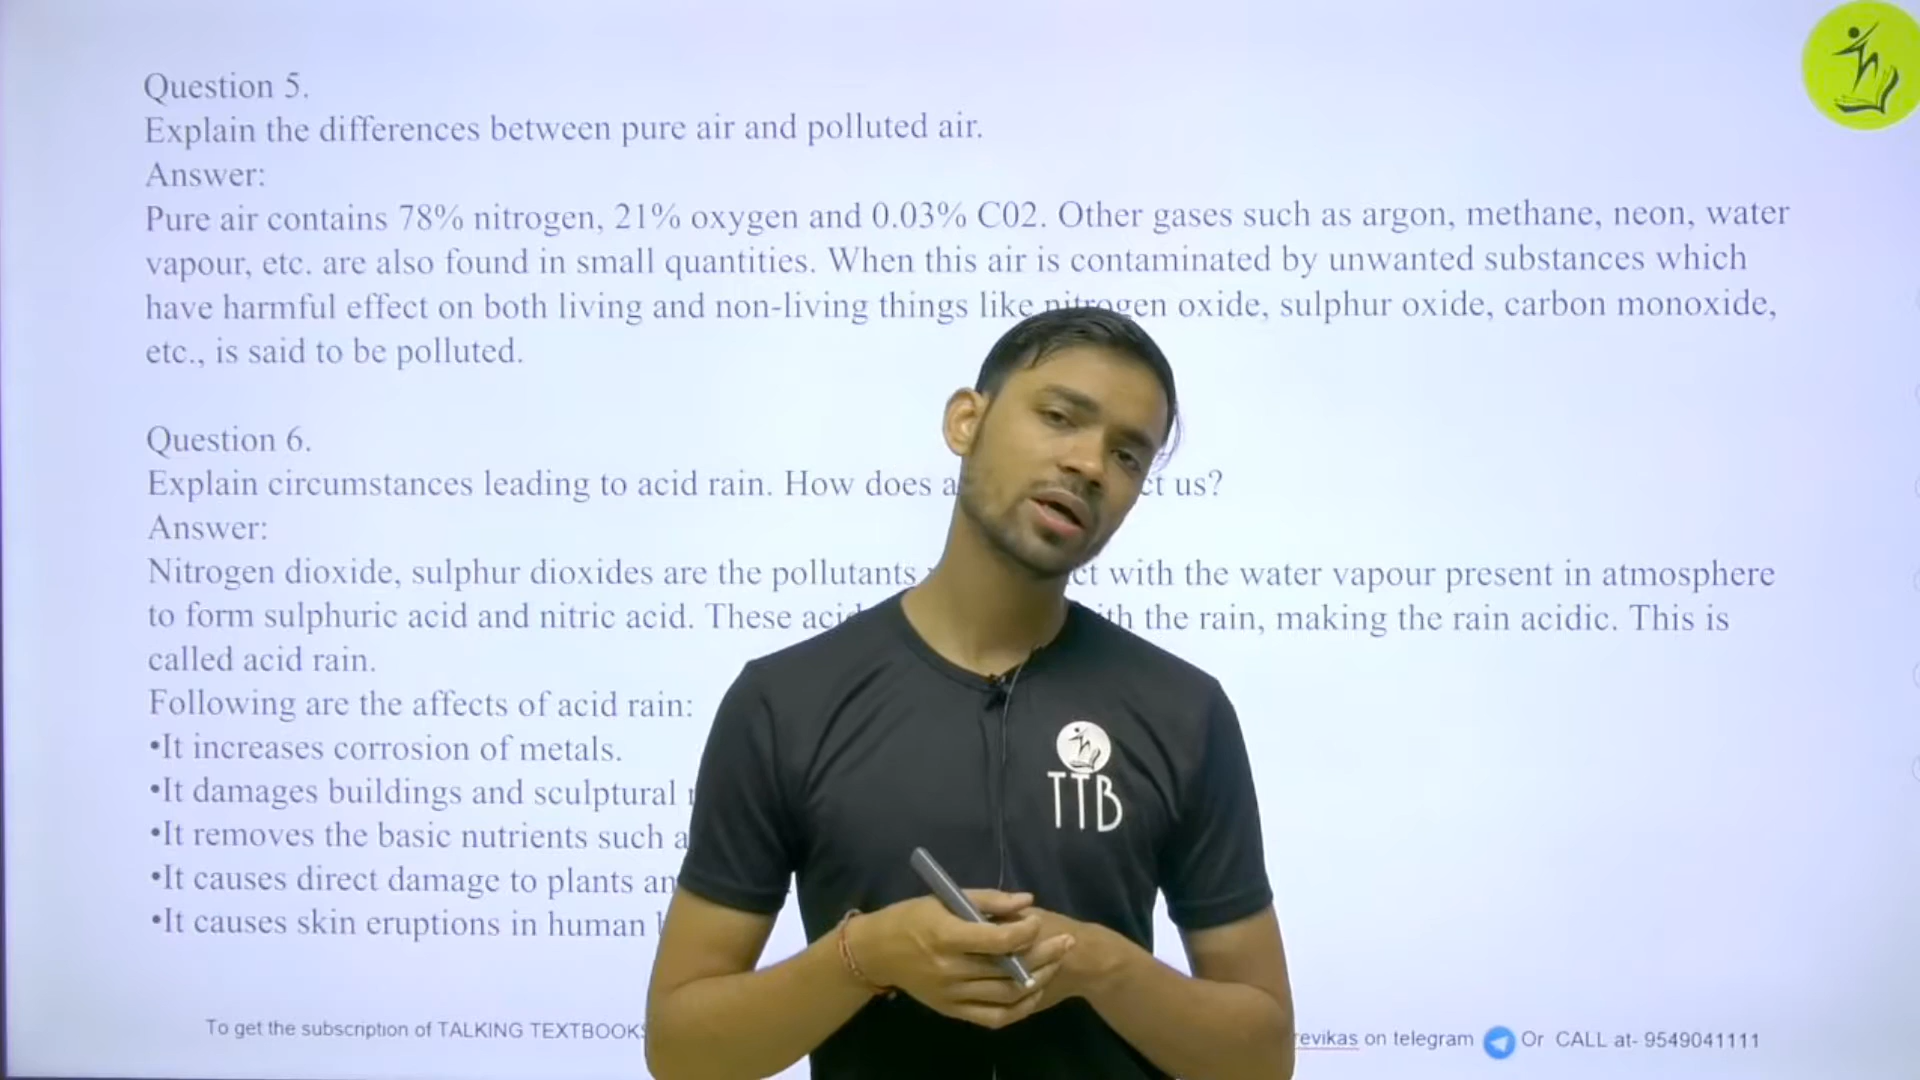 Question 5.
Explain the differences between pure air and polluted air.
Answer:
Pure air contains 78% nitrogen, 21% oxygen and 0.03% C02. Other gases such as argon, methane, neon, water
vapour, etc. are also found in small quantities. When this air is contaminated by unwanted substances which
have harmful effect on both living and non-living things like nitrogen oxide, sulphur oxide, carbon monoxide,
etc., is said to be polluted.
Question 6.
Explain circumstances leading to acid rain. How does a ct us?
Answer:
Nitrogen dioxide, sulphur dioxides are the pollutants ct with the water vapour present in atmosphere
to form sulphuric acid and nitric acid. These aci th the rain, making the rain acidic. This is
called acid rain.
Following are the affects of acid rain:
•It increases corrosion of metals.
•It damages buildings and sculptural
•It removes the basic nutrients such a
•It causes direct damage to plants an
•It causes skin eruptions in human
TTB
To get the subscription of TALKING TEXTBOOKS evikas on telegram Or CALL at- 9549041111